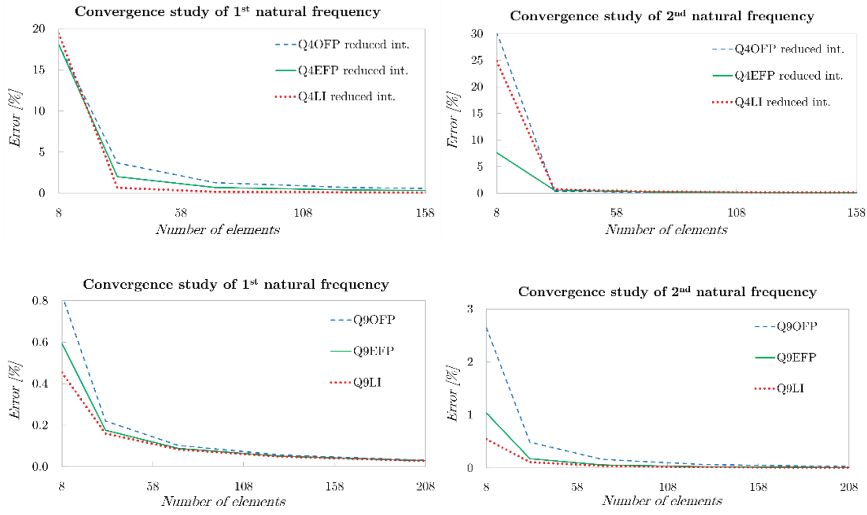 Convergence study of 1st natural frequency
20
15
10
5
0
Error [%]
Q4OFP reduced int.
Q4EFP reduced int.
Q4LI reduced int.
8 58 108 158
Number of elements
Convergence study of 2nd natural frequency
30
25
20
15
10
5
0
Error [%]
Q4OFP reduced int.
Q4EFP reduced int.
Q4LI reduced int.
8 58 108 158
Number of elements
Convergence study of 1st natural frequency
0.8
0.6
0.4
0.2
0.0
Error [%]
Q9OFP
Q9EFP
Q9LI
8 58 108 158 208
Number of elements
Convergence study of 2nd natural frequency
3
2
1
0
Error [%]
Q9OFP
Q9EFP
Q9LI
8 58 108 158 208
Number of elements